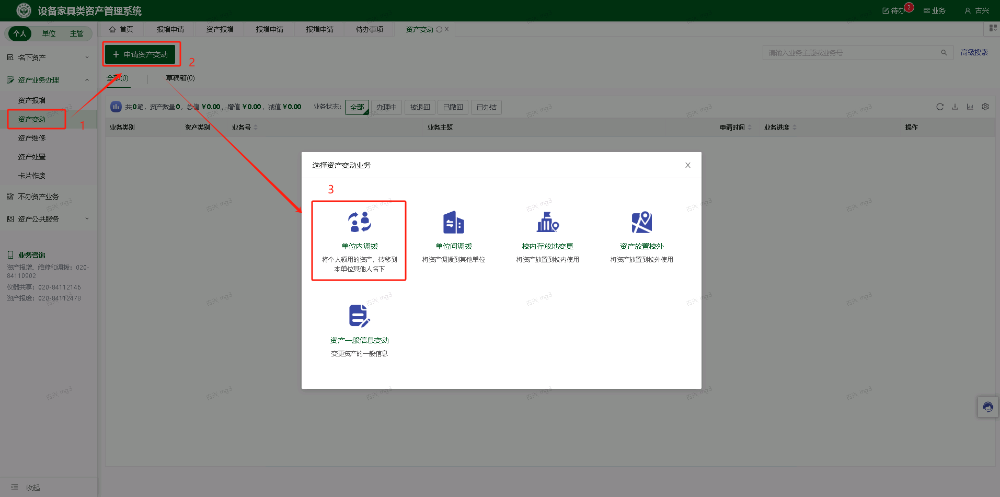 设备家具类资产管理系统
待办 2
业务
古兴
个人 单位 主管
首页 报增申请 资产报增 报增申请 报增申请 待办事项 资产变动
名下资产
资产业务办理
资产报增
资产变动
资产维修
资产处置
卡片作废
不办资产业务
资产公共服务
业务咨询
资产报增、维修和调拨：020-
84110902
仪器共享：020-84112146
资产报废：020-84112478
收起
1
+ 申请资产变动
2
请输入业务主题或业务号
高级搜索
全部(0)
草稿箱(0)
共0笔，资产数量0，总值 ¥0.00，增值 ¥0.00，减值 ¥0.00
业务状态： 全部 办理中 被退回 已撤回 已办结
业务类别 资产类别 业务号 业务主题 申请时间 业务进度 操作
选择资产变动业务
3
单位内调拨
将个人领用的资产，转移到
本单位其他人名下
单位间调拨
将资产调拨到其他单位
校内存放地变更
将资产放置到校内使用
资产放置校外
将资产放置到校外使用
资产一般信息变动
变更资产的一般信息
古兴 ing3